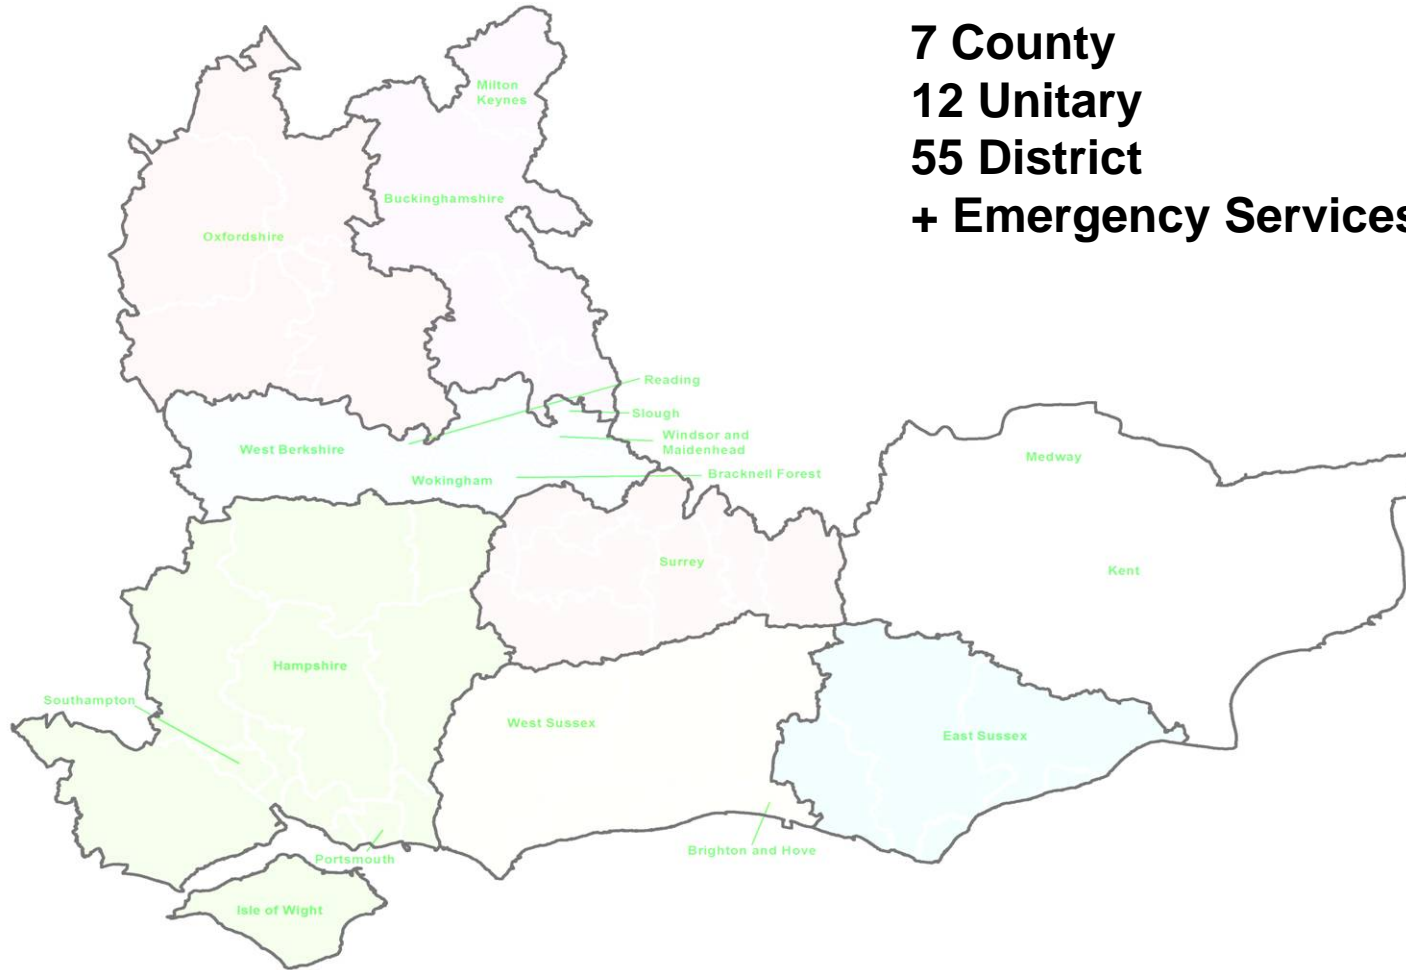 7 County
12 Unitary
55 District
+ Emergency Services
Milton
Keynes
Buckinghamshire
Oxfordshire
Reading
Slough
Windsor and
Maidenhead
West Berkshire
Bracknell Forest
Wokingham
Medway
Surrey
Kent
Hampshire
Southampton
West Sussex
East Sussex
Brighton and Hove
Portsmouth
Isle of Wight